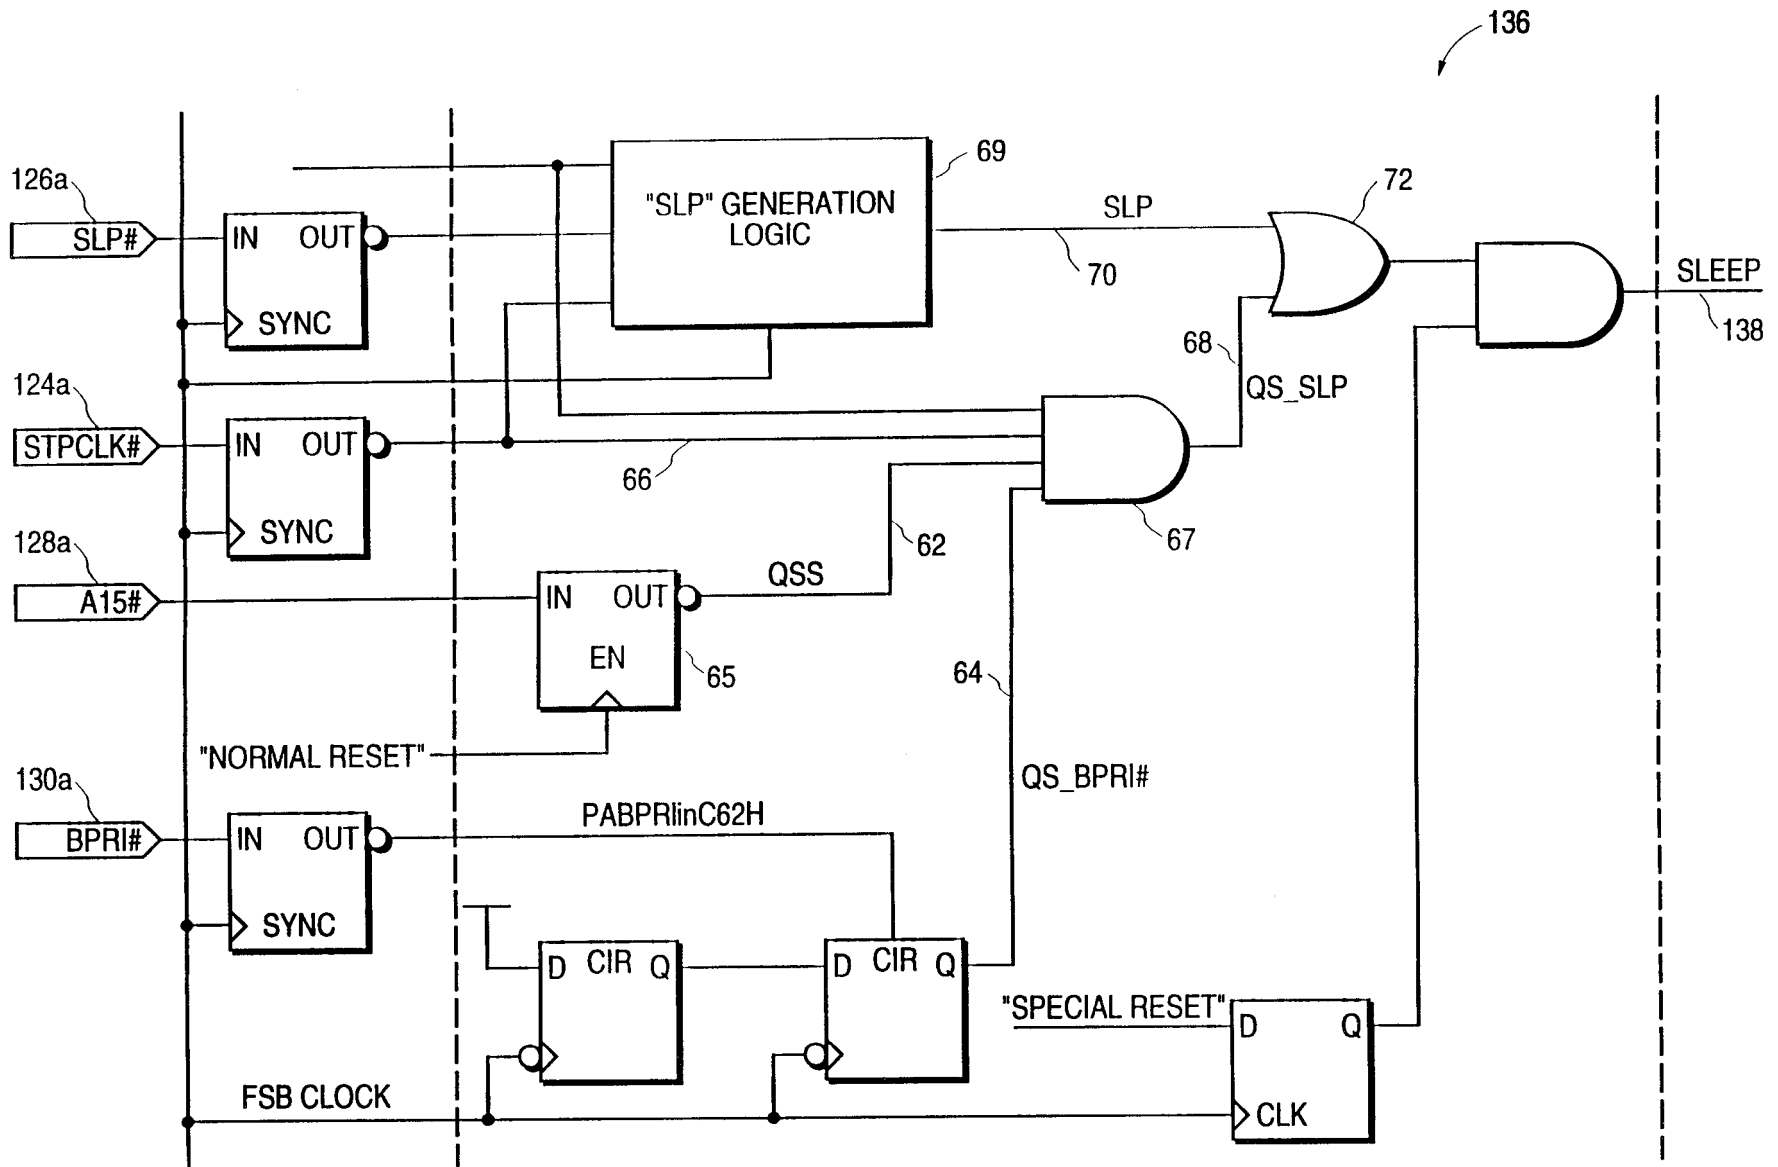 136
126a
SLP#
IN OUT
SYNC
"SLP" GENERATION
LOGIC
69
SLP
70
72
SLEEP
138
124a
STPCLK#
IN OUT
SYNC
66
68
QS_SLP
67
128a
A15#
IN OUT
EN
65
QSS
62
"NORMAL RESET"
64
QS_BPRI#
130a
BPRI#
IN OUT
SYNC
PABPRIinC62H
D CIR Q
D CIR Q
"SPECIAL RESET"
D Q
CLK
FSB CLOCK